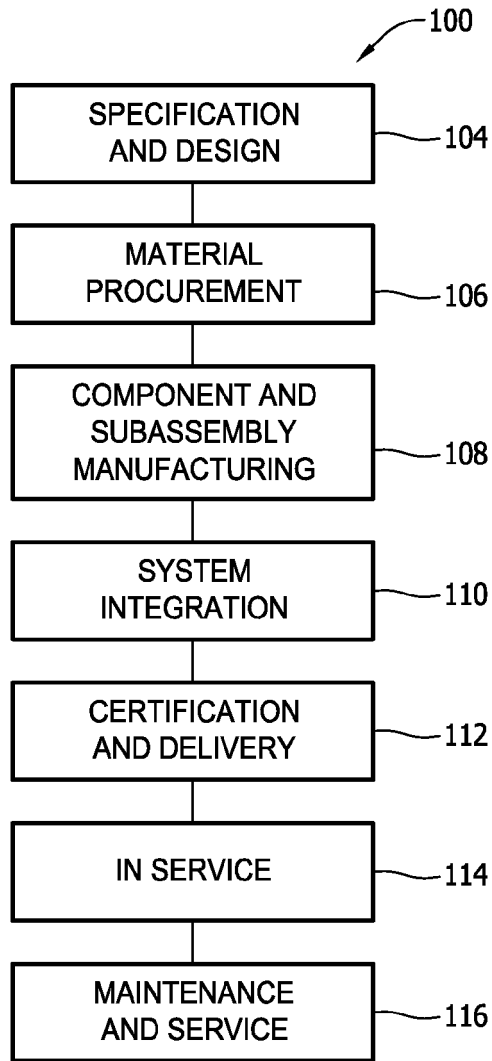 100
SPECIFICATION
AND DESIGN
104
MATERIAL
PROCUREMENT
106
COMPONENT AND
SUBASSEMBLY
MANUFACTURING
108
SYSTEM
INTEGRATION
110
CERTIFICATION
AND DELIVERY
112
IN SERVICE
114
MAINTENANCE
AND SERVICE
116